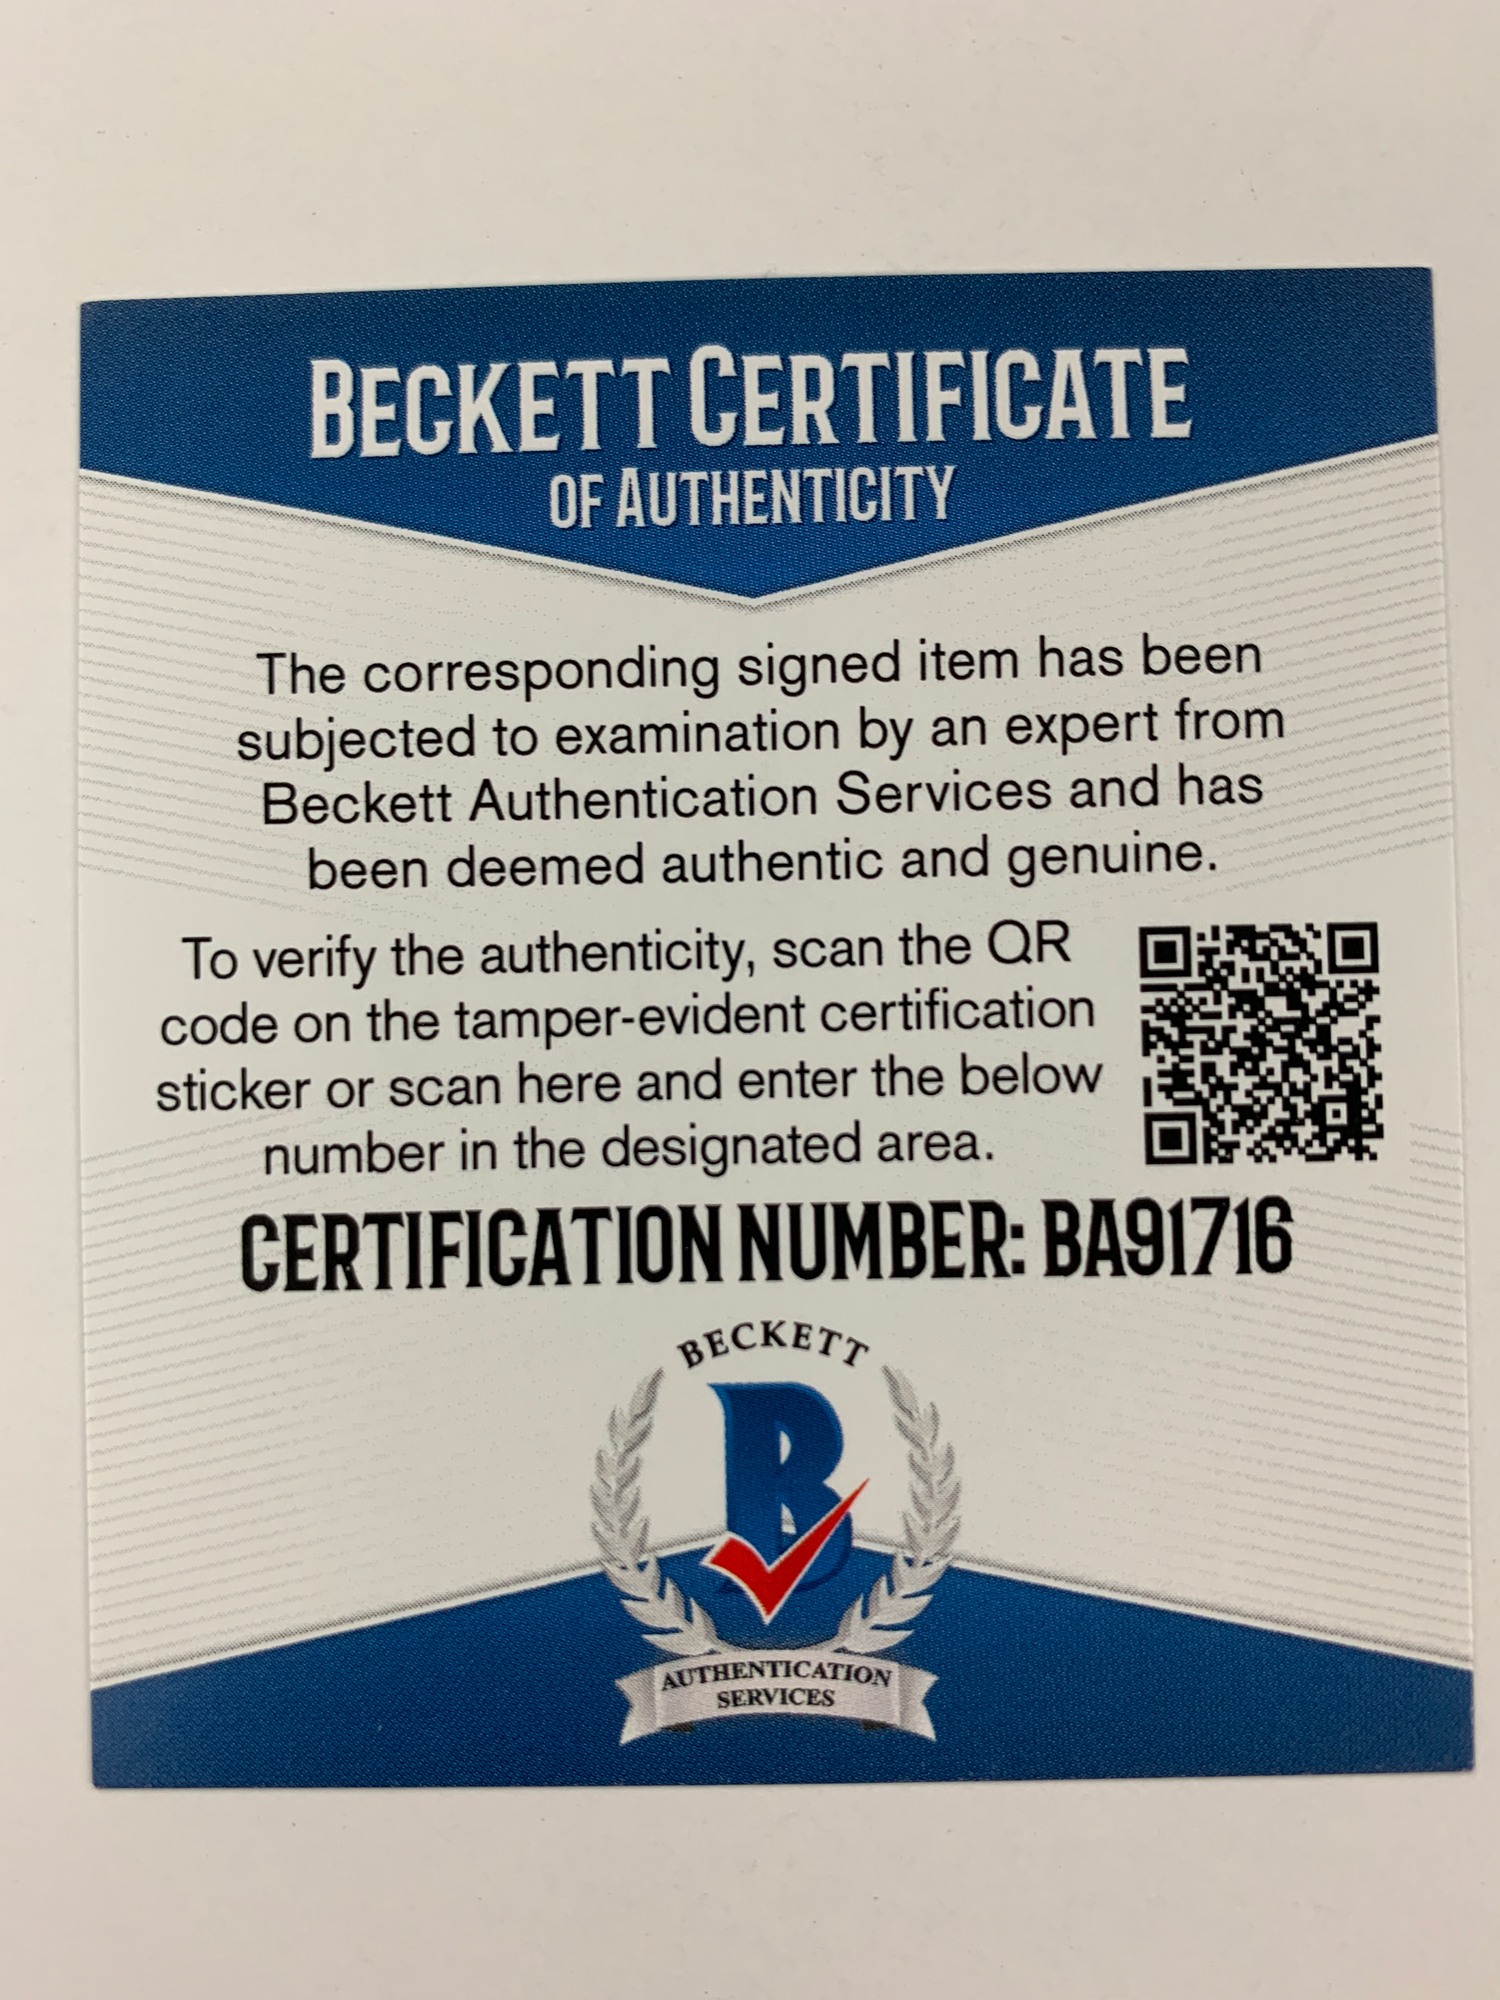 BECKETT CERTIFICATE
OF AUTHENTICITY
The corresponding signed item has been
subjected to examination by an expert from
Beckett Authentication Services and has
been deemed authentic and genuine.
To verify the authenticity, scan the QR
code on the tamper-evident certification
sticker or scan here and enter the below
number in the designated area.
CERTIFICATION NUMBER: BA91716
BECKETT
B
AUTHENTICATION
SERVICES